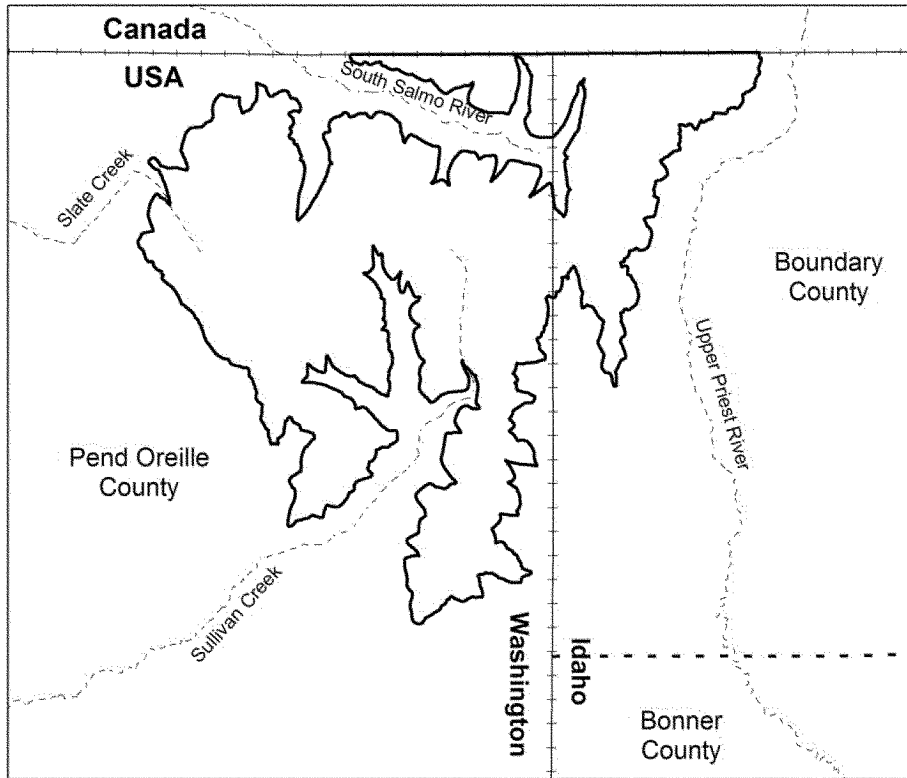 Canada
USA
South Salmo River
Slate Creek
Boundary
County
Upper Priest River
Pend Oreille
County
Sullivan Creek
Washington
Idaho
Bonner
County